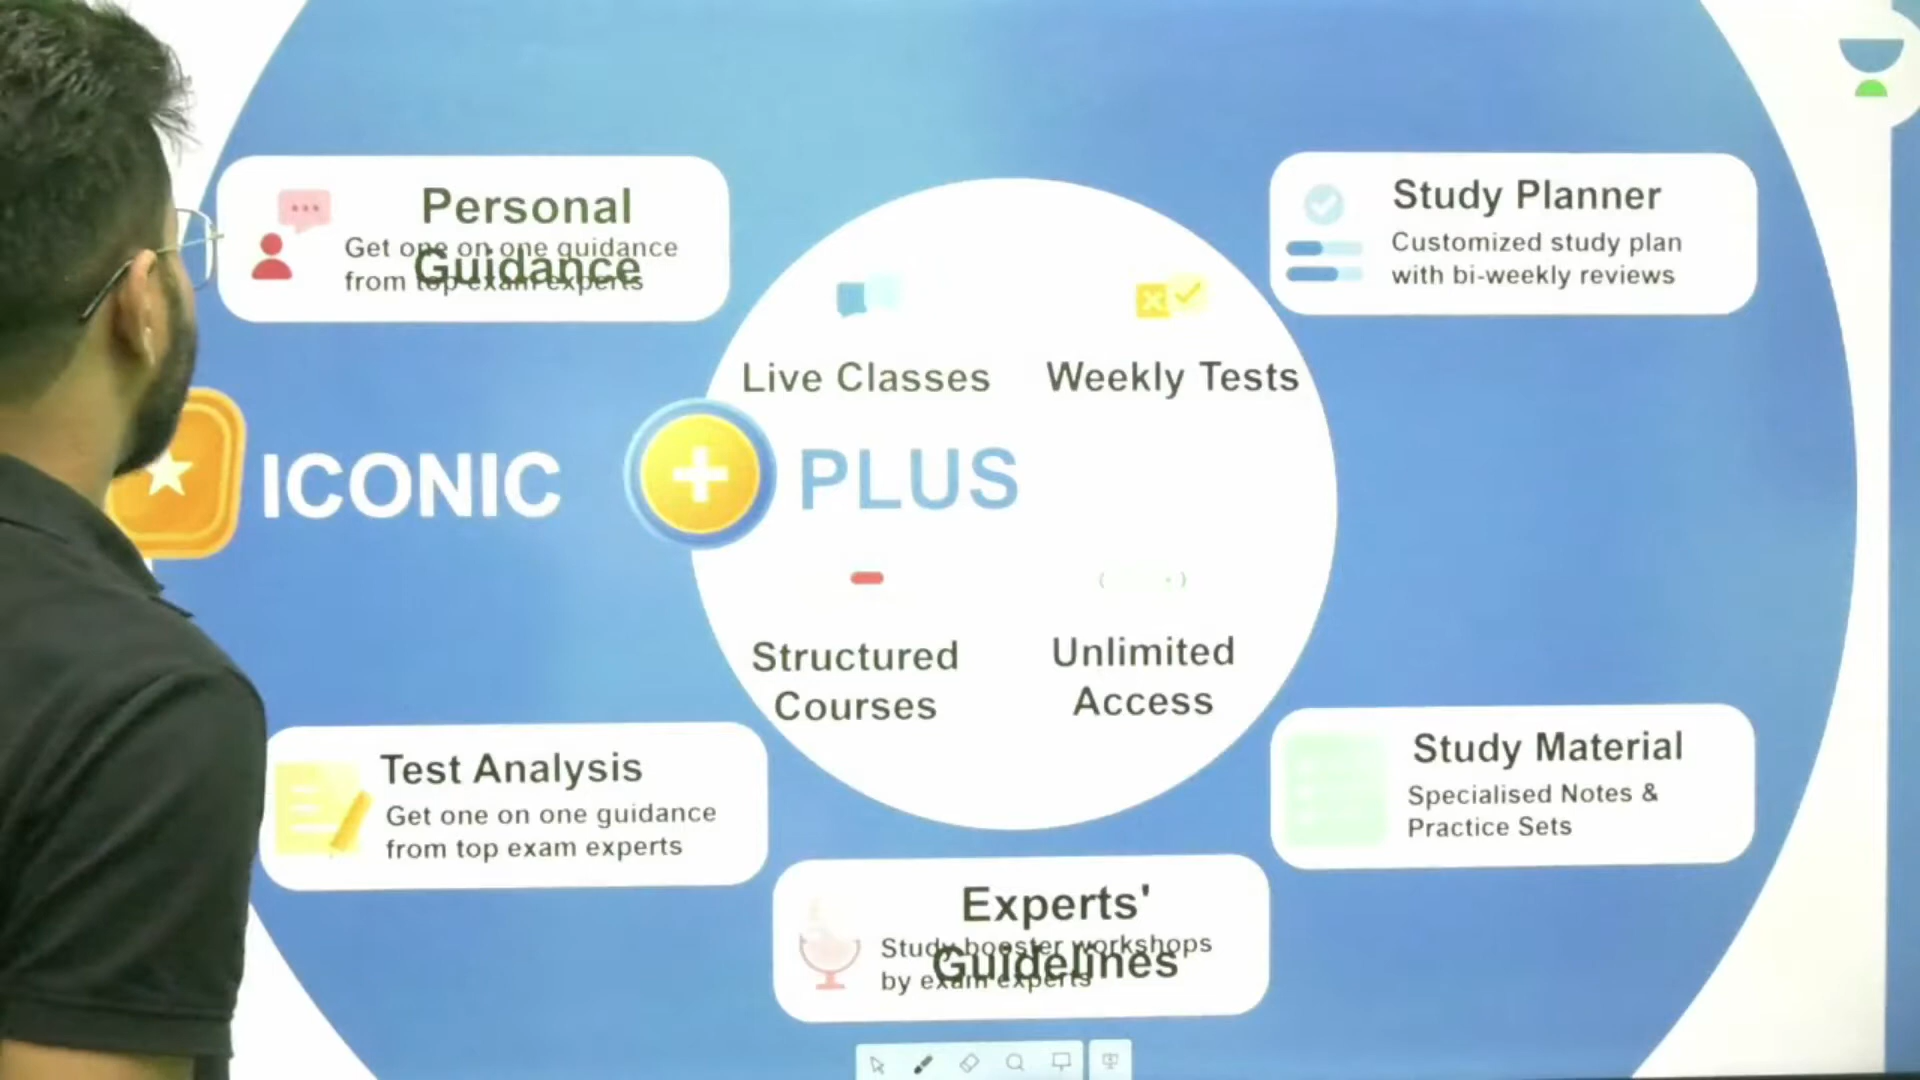 Personal
Guidance
Get one on one guidance
from top exam experts
Study Planner
Customized study plan
with bi-weekly reviews
Live Classes
Weekly Tests
ICONIC
PLUS
Structured
Courses
Unlimited
Access
Test Analysis
Get one on one guidance
from top exam experts
Study Material
Specialised Notes &
Practice Sets
Experts'
Guidelines
Study booster workshops
by exam experts